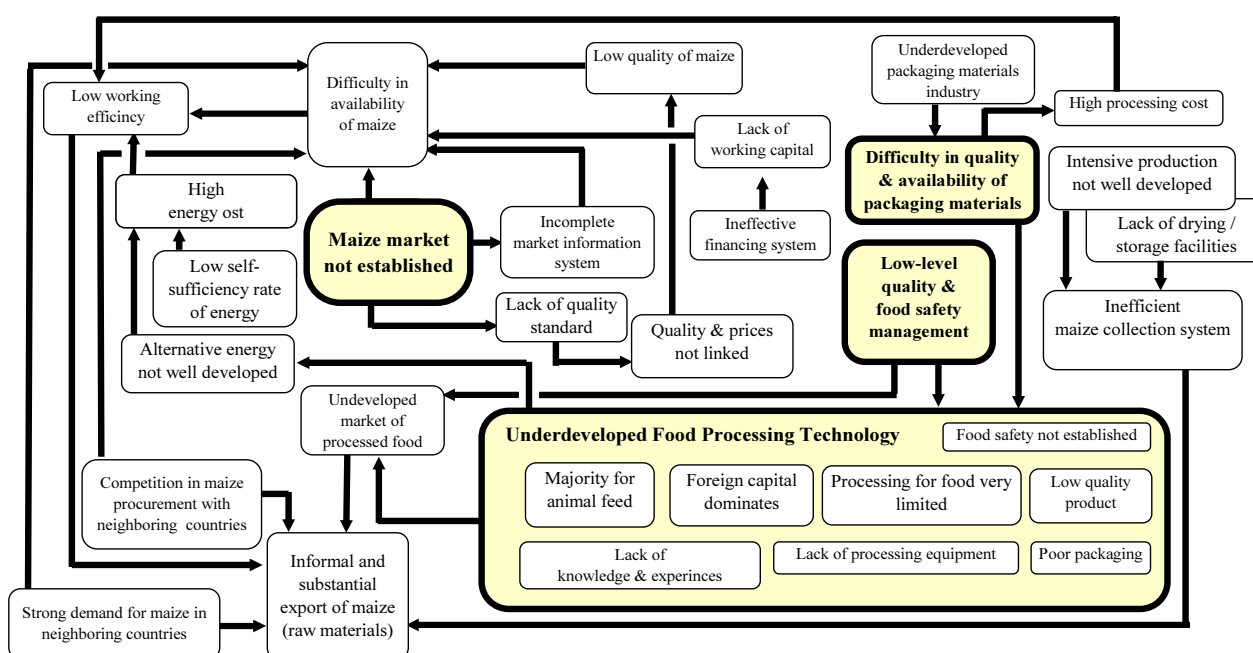 Low working
efficincy
Difficulty in
availability
of maize
Low quality of maize
Underdeveloped
packaging materials
industry
High processing cost
Lack of
working capital
Difficulty in quality
& availability of
packaging materials
Intensive production
not well developed
High
energy ost
Maize market
not established
Incomplete
market information
system
Ineffective
financing system
Lack of drying /
storage facilities
Low self-
sufficiency rate
of energy
Low-level
quality &
food safety
management
Lack of quality
standard
Quality & prices
not linked
Inefficient
maize collection system
Alternative energy
not well developed
Undeveloped
market of
processed food
Underdeveloped Food Processing Technology
Food safety not established
Majority for
animal feed
Foreign capital
dominates
Processing for food very
limited
Low quality
product
Lack of
knowledge & experinces
Lack of processing equipment
Poor packaging
Competition in maize
procurement with
neighboring countries
Informal and
substantial
export of maize
(raw materials)
Strong demand for maize in
neighboring countries